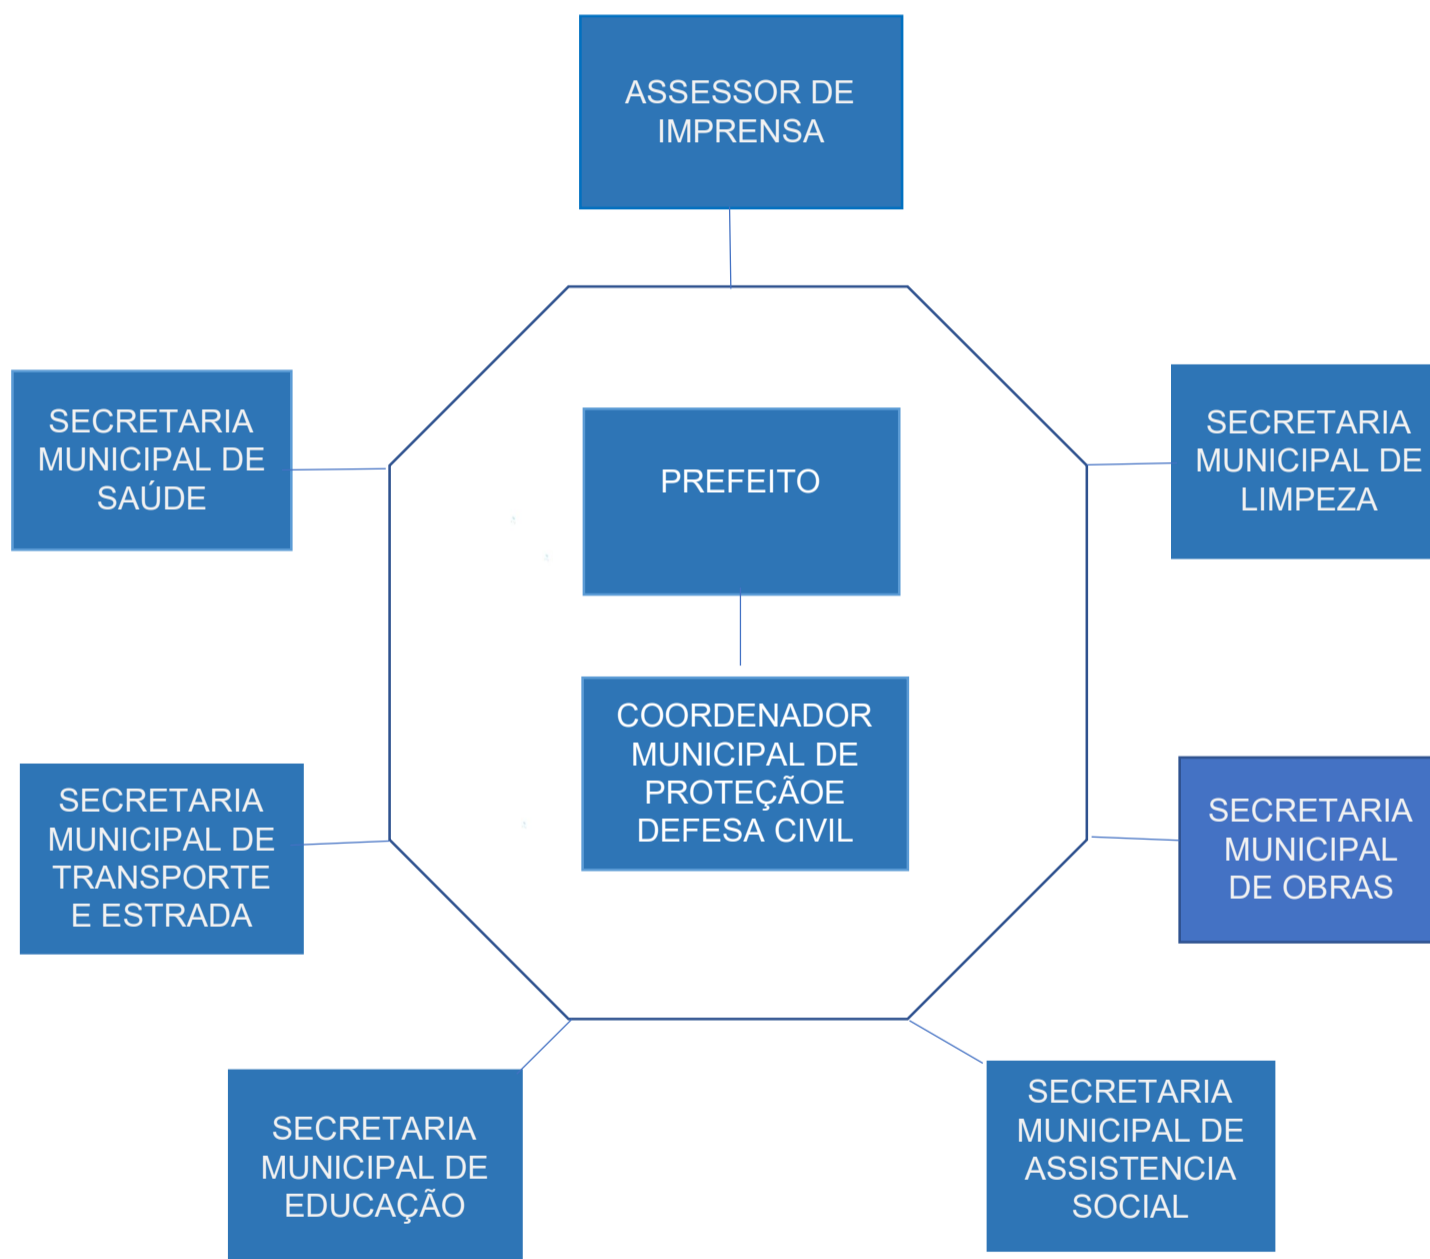 ASSESSOR DE
IMPRENSA
SECRETARIA
MUNICIPAL DE
SAÚDE
PREFEITO
SECRETARIA
MUNICIPAL DE
LIMPEZA
COORDENADOR
MUNICIPAL DE
PROTEÇÃOE
DEFESA CIVIL
SECRETARIA
MUNICIPAL DE
TRANSPORTE
E ESTRADA
SECRETARIA
MUNICIPAL
DE OBRAS
SECRETARIA
MUNICIPAL DE
EDUCAÇÃO
SECRETARIA
MUNICIPAL DE
ASSISTENCIA
SOCIAL